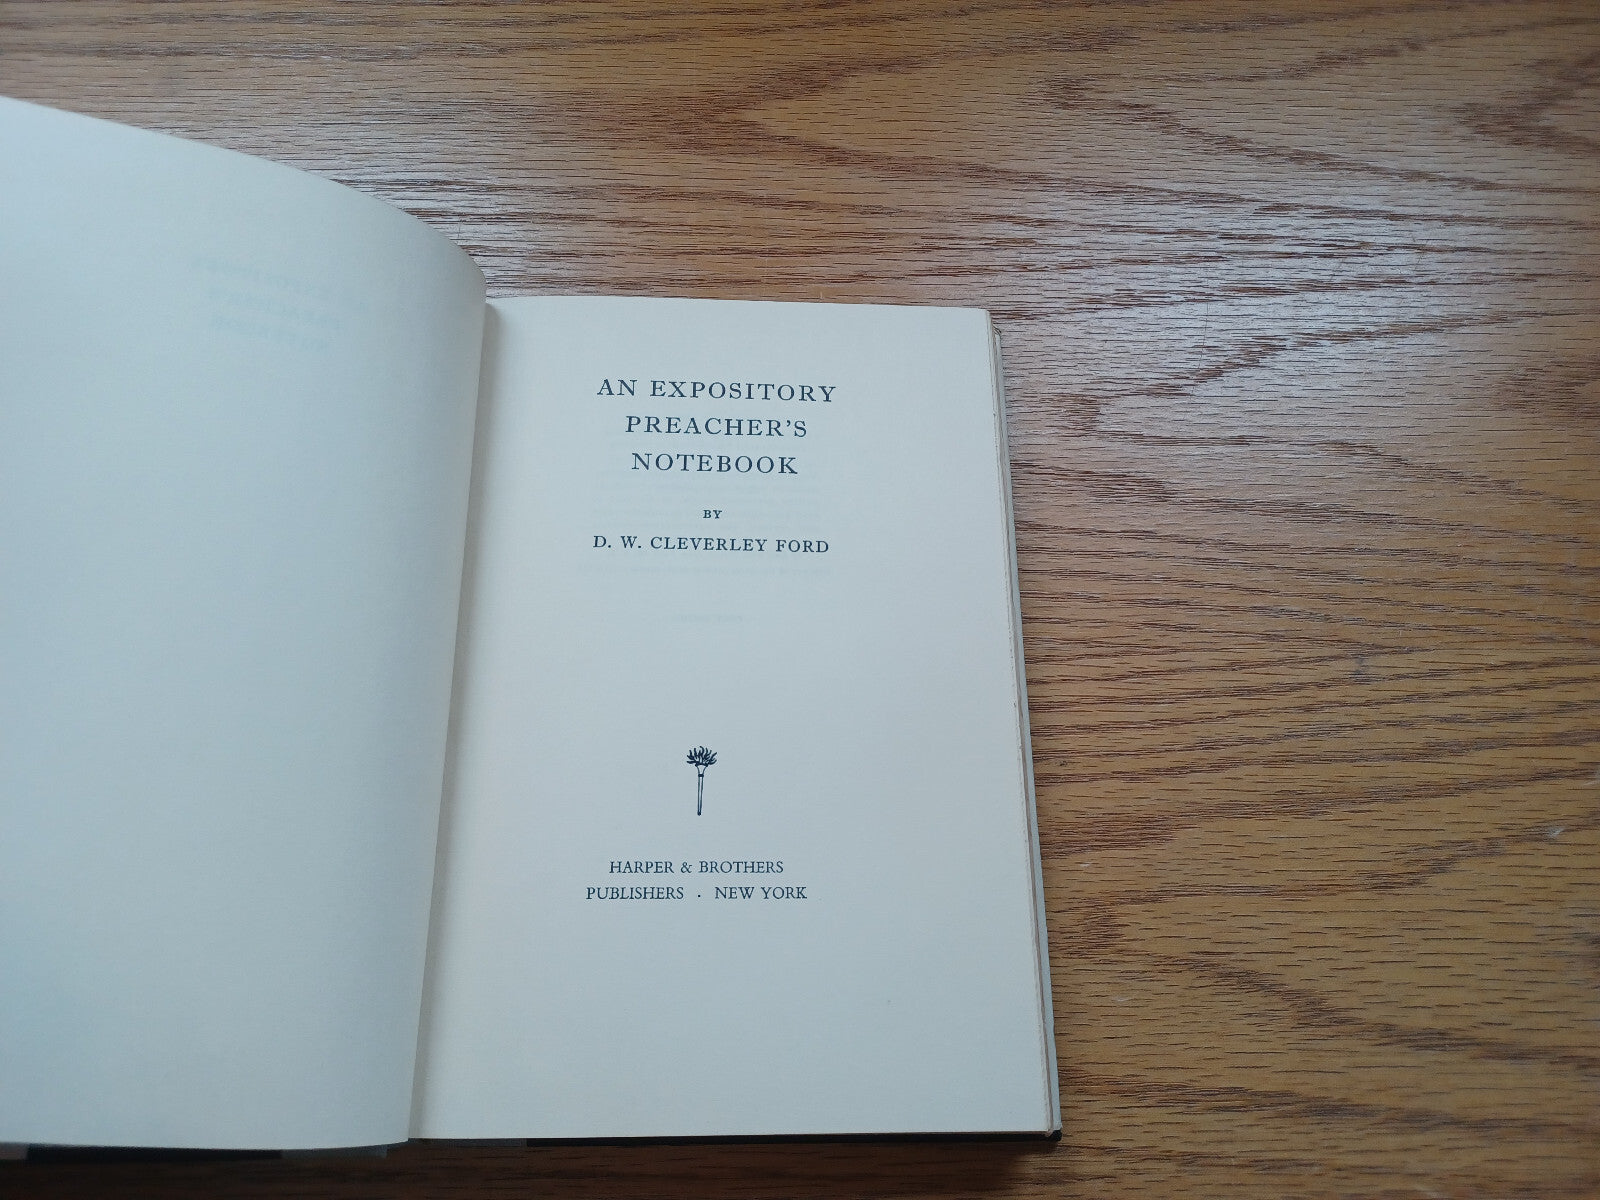 AN EXPOSITORY
PREACHER'S
NOTEBOOK
BY
D. W. CLEVERLEY FORD
HARPER & BROTHERS
PUBLISHERS . NEW YORK